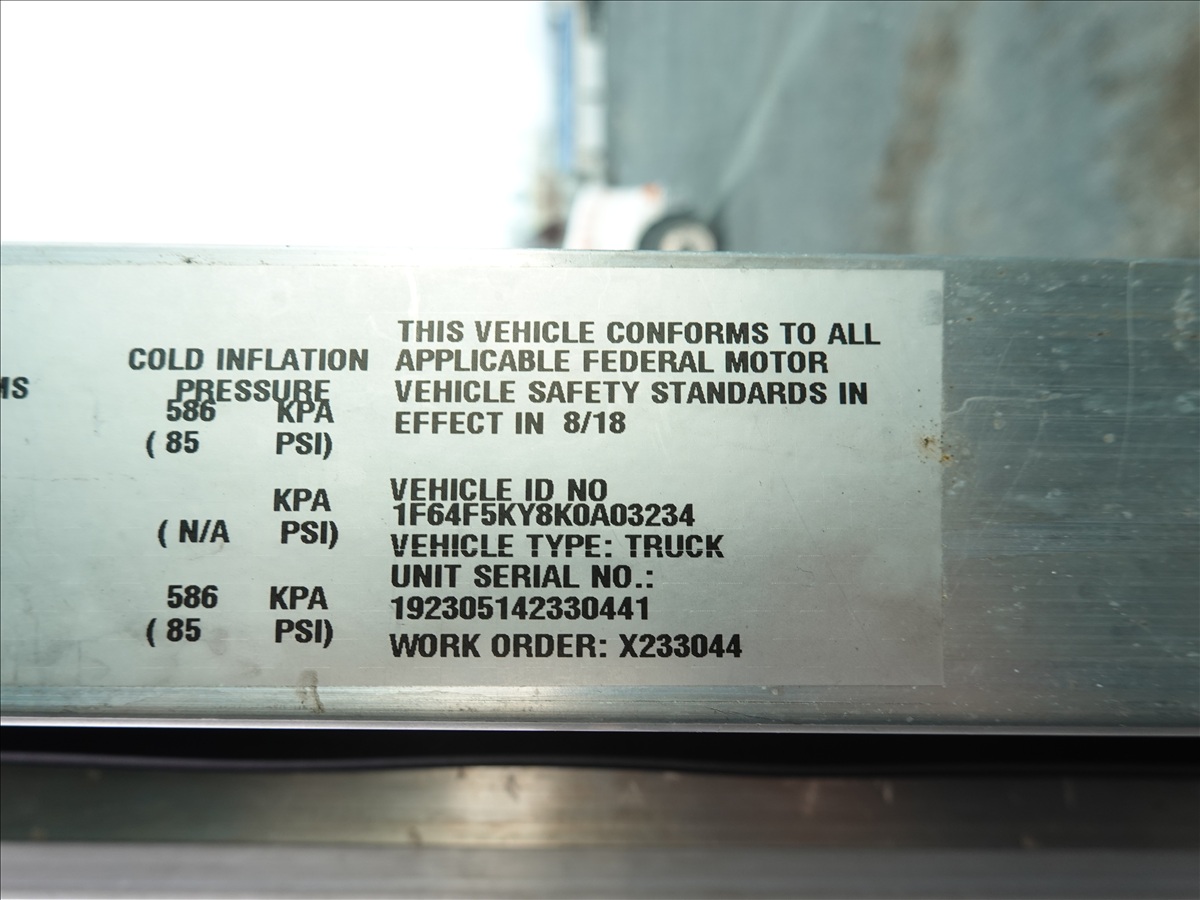 MS
COLD INFLATION
PRESSURE
586 KPA
( 85 PSI)
KPA
( N/A PSI)
586 KPA
( 85 PSI)
THIS VEHICLE CONFORMS TO ALL
APPLICABLE FEDERAL MOTOR
VEHICLE SAFETY STANDARDS IN
EFFECT IN 8/18
VEHICLE ID NO
1F64F5KY8K0A03234
VEHICLE TYPE: TRUCK
UNIT SERIAL NO.:
192305142330441
WORK ORDER: X233044